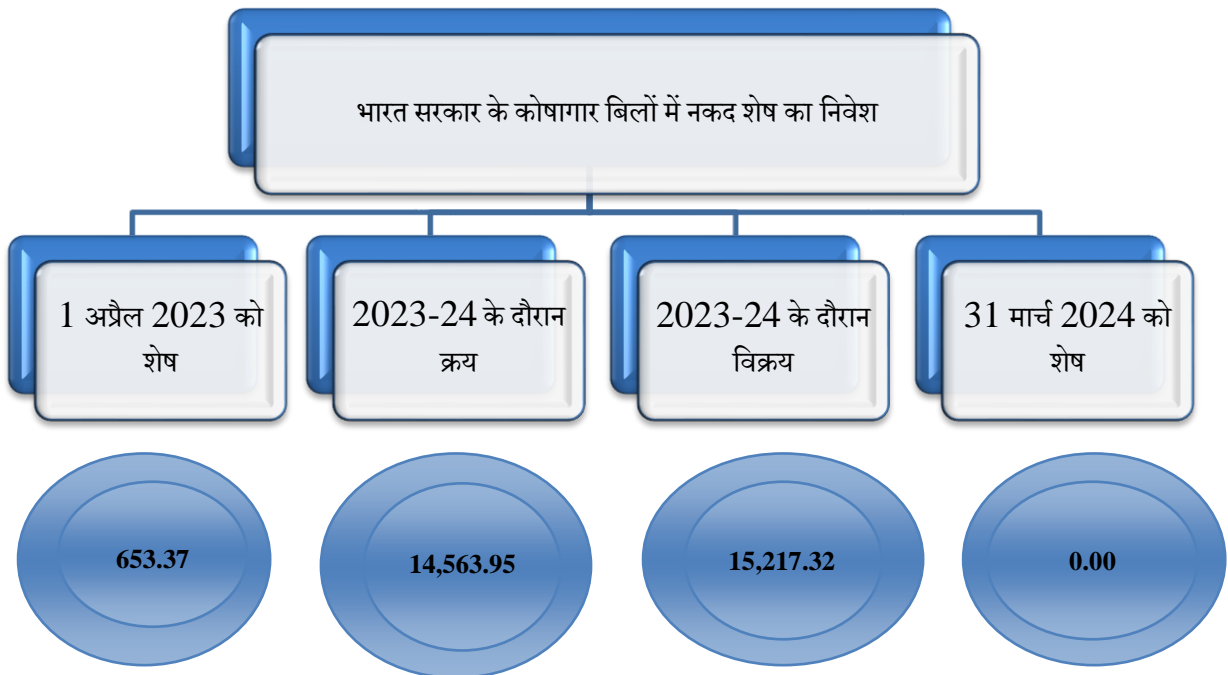 भारत सरकार के कोषागार बिलों में नकद शेष का निवेश
1 अप्रैल 2023 को
शेष
2023-24 के दौरान
क्रय
2023-24 के दौरान
विक्रय
31 मार्च 2024 को
शेष
653.37
14,563.95
15,217.32
0.00